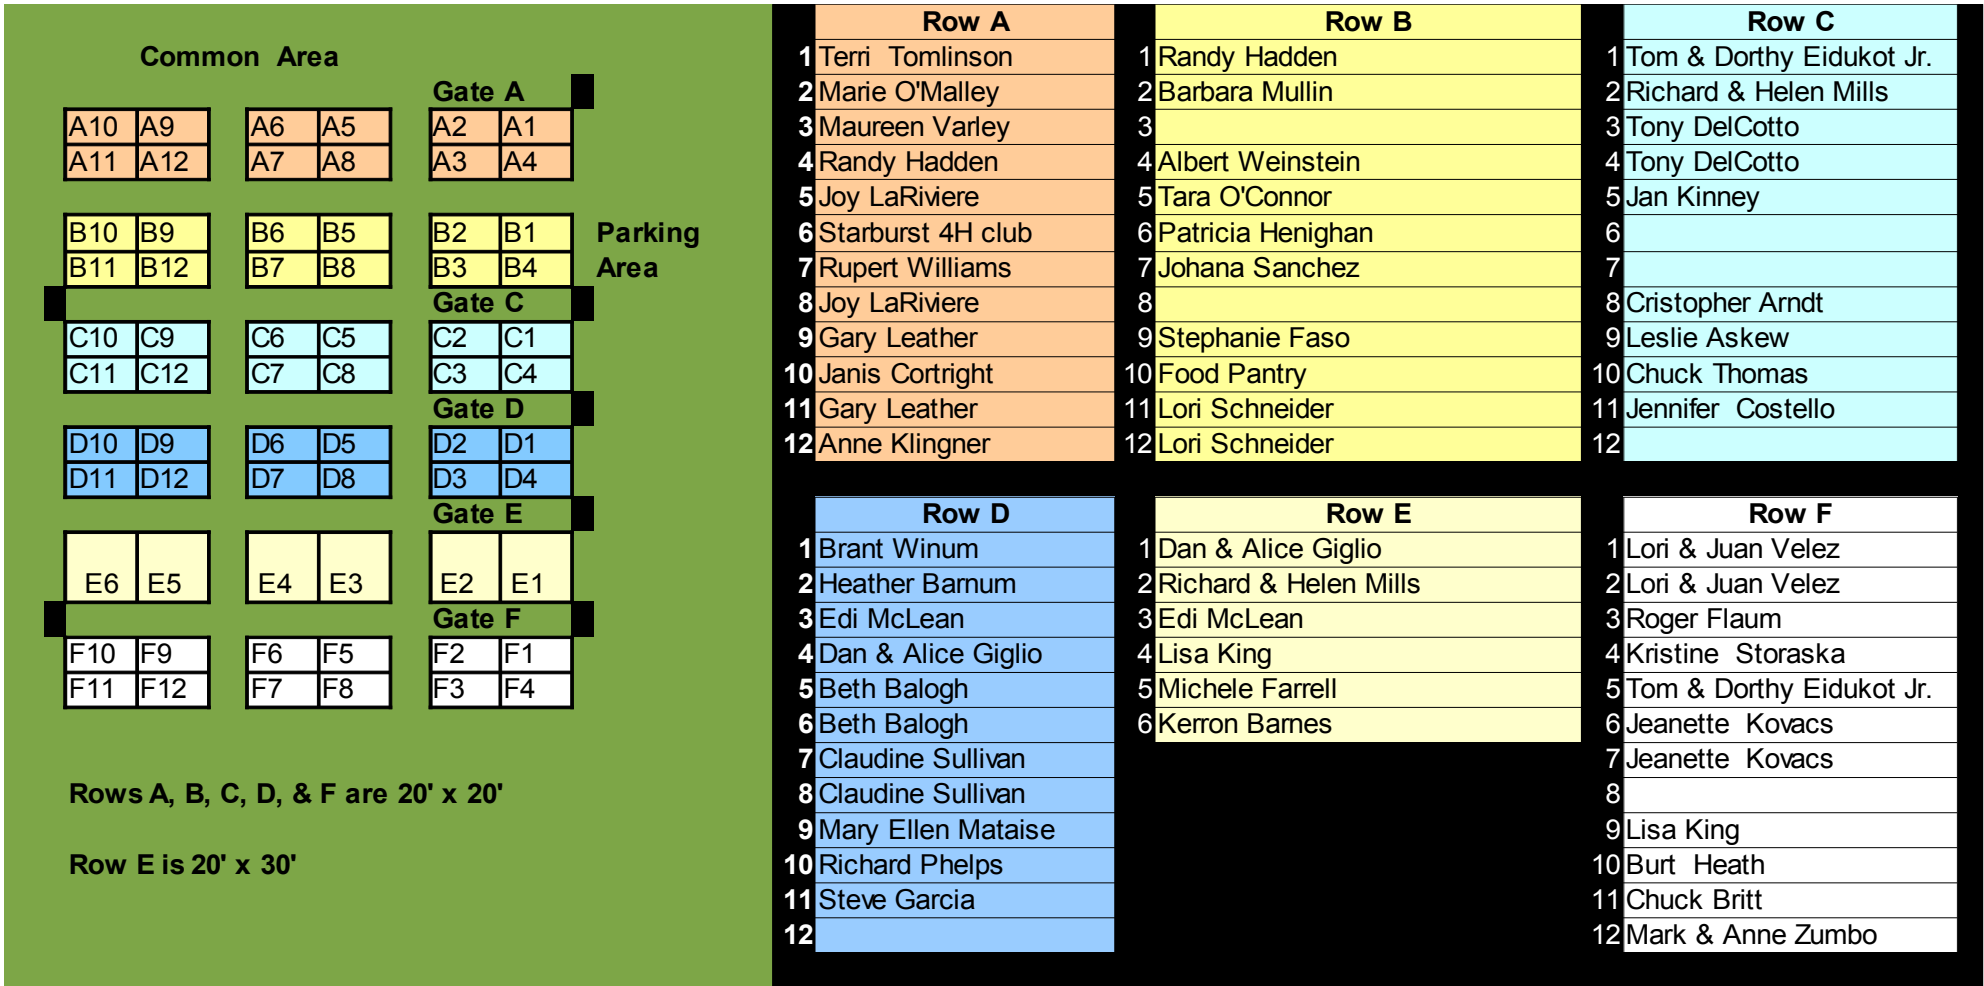 Common Area
Gate A
A10 A9 A6 A5 A2 A1
A11 A12 A7 A8 A3 A4
B10 B9 B6 B5 B2 B1 Parking
B11 B12 B7 B8 B3 B4 Area
Gate C
C10 C9 C6 C5 C2 C1
C11 C12 C7 C8 C3 C4
Gate D
D10 D9 D6 D5 D2 D1
D11 D12 D7 D8 D3 D4
Gate E
E6 E5 E4 E3 E2 E1
Gate F
F10 F9 F6 F5 F2 F1
F11 F12 F7 F8 F3 F4
Rows A, B, C, D, & F are 20' x 20'
Row E is 20' x 30'
Row A
1 Terri Tomlinson
2 Marie O'Malley
3 Maureen Varley
4 Randy Hadden
5 Joy LaRiviere
6 Starburst 4H club
7 Rupert Williams
8 Joy LaRiviere
9 Gary Leather
10 Janis Cortright
11 Gary Leather
12 Anne Klingner
Row B
1 Randy Hadden
2 Barbara Mullin
3
4 Albert Weinstein
5 Tara O'Connor
6 Patricia Henighan
7 Johana Sanchez
8
9 Stephanie Faso
10 Food Pantry
11 Lori Schneider
12 Lori Schneider
Row C
1 Tom & Dorthy Eidukot Jr.
2 Richard & Helen Mills
3 Tony DelCotto
4 Tony DelCotto
5 Jan Kinney
6
7
8 Cristopher Arndt
9 Leslie Askew
10 Chuck Thomas
11 Jennifer Costello
12
Row D
1 Brant Winum
2 Heather Barnum
3 Edi McLean
4 Dan & Alice Giglio
5 Beth Balogh
6 Beth Balogh
7 Claudine Sullivan
8 Claudine Sullivan
9 Mary Ellen Mataise
10 Richard Phelps
11 Steve Garcia
12
Row E
1 Dan & Alice Giglio
2 Richard & Helen Mills
3 Edi McLean
4 Lisa King
5 Michele Farrell
6 Kerron Barnes
Row F
1 Lori & Juan Velez
2 Lori & Juan Velez
3 Roger Flaum
4 Kristine Storaska
5 Tom & Dorthy Eidukot Jr.
6 Jeanette Kovacs
7 Jeanette Kovacs
8
9 Lisa King
10 Burt Heath
11 Chuck Britt
12 Mark & Anne Zumbo